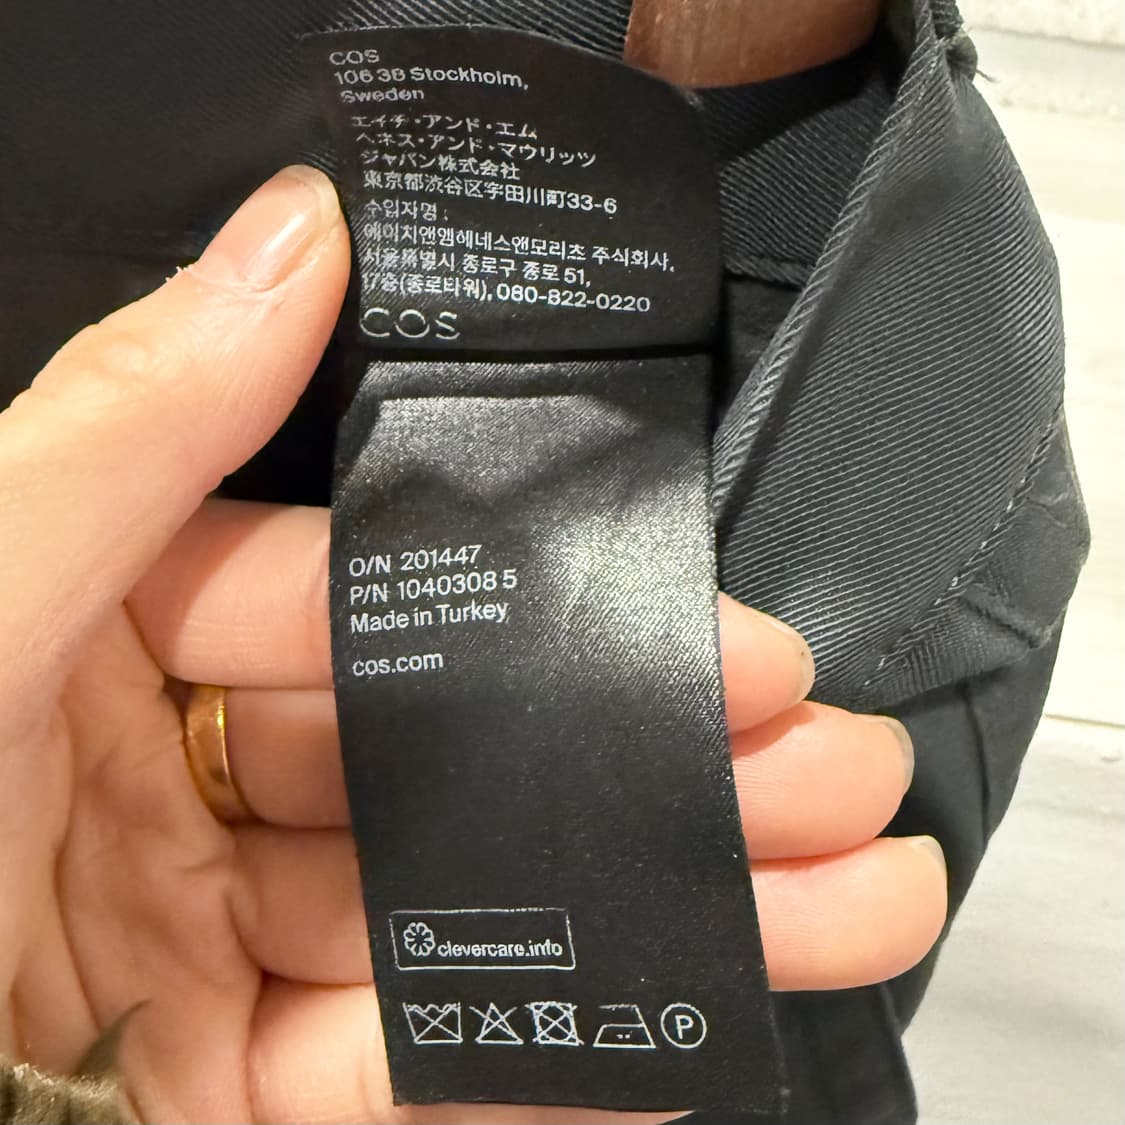 COS
106 38 Stockholm,
Sweden
エイチ・アンド・エム
ヘネス・アンド・マウリッツ
ジャパン株式会社
東京都渋谷区宇田川町33-6
수입자명 :
에이치앤엠헤네스앤모리츠 주식회사,
서울특별시 종로구 종로 51,
17층(종로타워), 080-822-0220
COS
O/N 201447
P/N 1040308 5
Made in Turkey
cos.com
clevercare.info
P